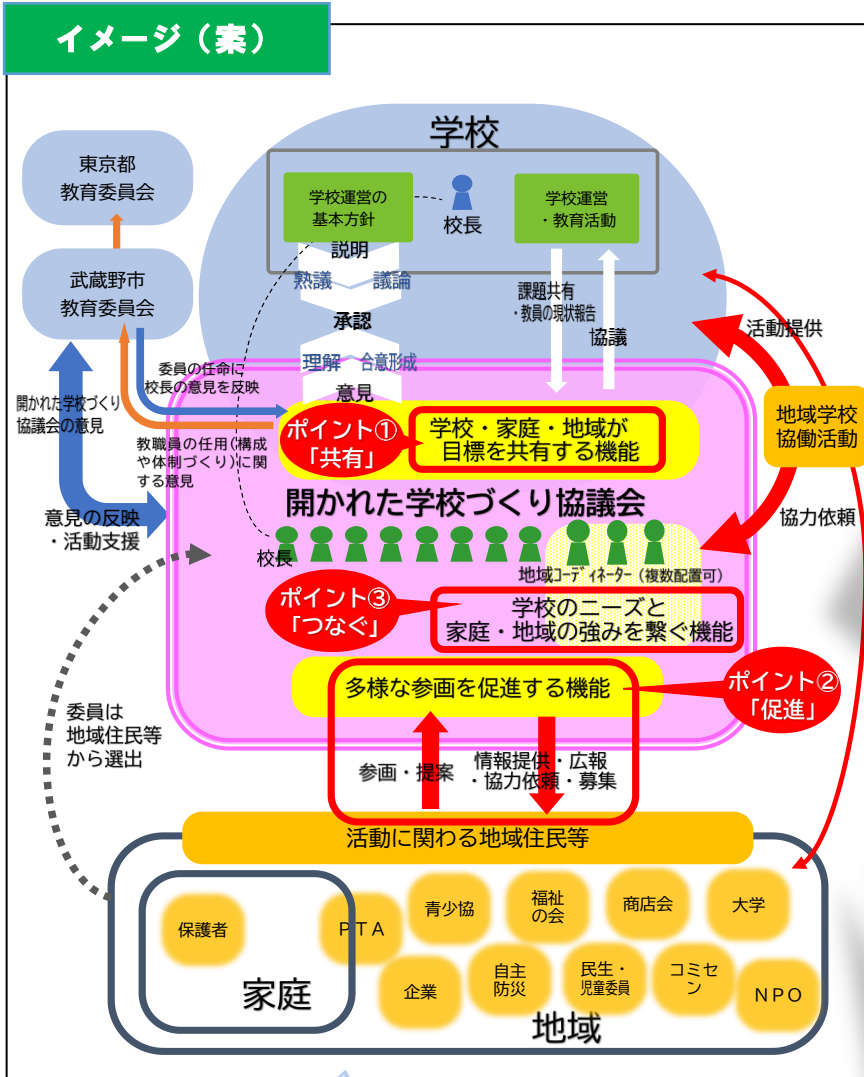 イメージ（案）
学校
東京都
教育委員会
学校運営の
基本方針
校長
学校運営
・教育活動
武蔵野市
教育委員会
説明
熟議
議論
承認
理解
合意形成
意見
課題共有
・教員の現状報告
協議
活動提供
地域学校
協働活動
協力依頼
委員の任命に
校長の意見を反映
開かれた学校づくり
協議会の意見
教職員の任用(構成
や体制づくり)に関
する意見
ポイント①
「共有」
学校・家庭・地域が
目標を共有する機能
開かれた学校づくり協議会
意見の反映
・活動支援
校長
地域ｺｰﾃﾞｨﾈｰﾀｰ（複数配置可）
ポイント③
「つなぐ」
学校のニーズと
家庭・地域の強みを繋ぐ機能
多様な参画を促進する機能
ポイント②
「促進」
委員は
地域住民等
から選出
参画・提案
情報提供・広報
・協力依頼・募集
活動に関わる地域住民等
保護者
ＰＴＡ
青少協
福祉
の会
商店会
大学
企業
自主
防災
民生・
児童委員
コミセ
ン
ＮＰＯ
家庭
地域